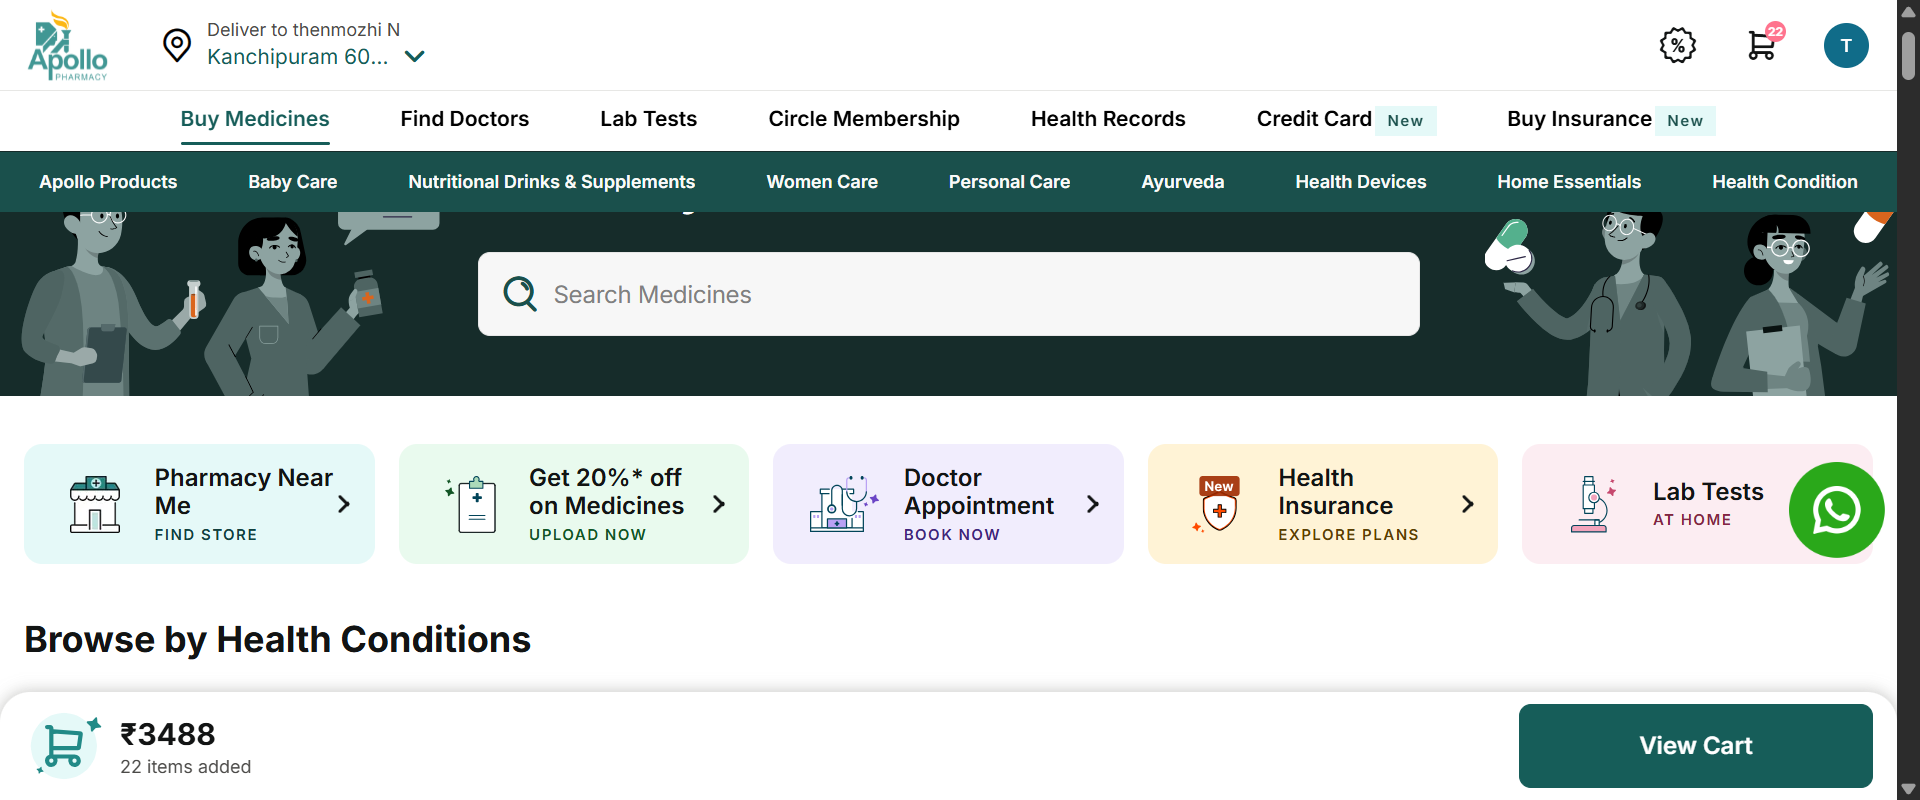 Apollo
PHARMACY
Deliver to thenmozhi N
Kanchipuram 60...
%
22
T
Buy Medicines
Find Doctors
Lab Tests
Circle Membership
Health Records
Credit Card New
Buy Insurance New
Apollo Products
Baby Care
Nutritional Drinks & Supplements
Women Care
Personal Care
Ayurveda
Health Devices
Home Essentials
Health Condition
Search Medicines
Pharmacy Near
Me
FIND STORE
Get 20%* off
on Medicines
UPLOAD NOW
Doctor
Appointment
BOOK NOW
New
Health
Insurance
EXPLORE PLANS
Lab Tests
AT HOME
Browse by Health Conditions
₹3488
22 items added
View Cart